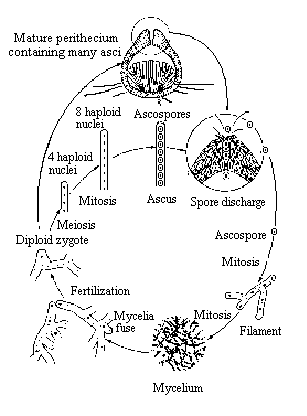 Mature perithecium
containing many asci
8 haploid
nuclei
Ascospores
4 haploid
nuclei
Mitosis
Ascus
Spore discharge
Meiosis
Diploid zygote
Ascospore
Mitosis
Fertilization
Mycelia
fuse
Mitosis
Filament
Mycelium